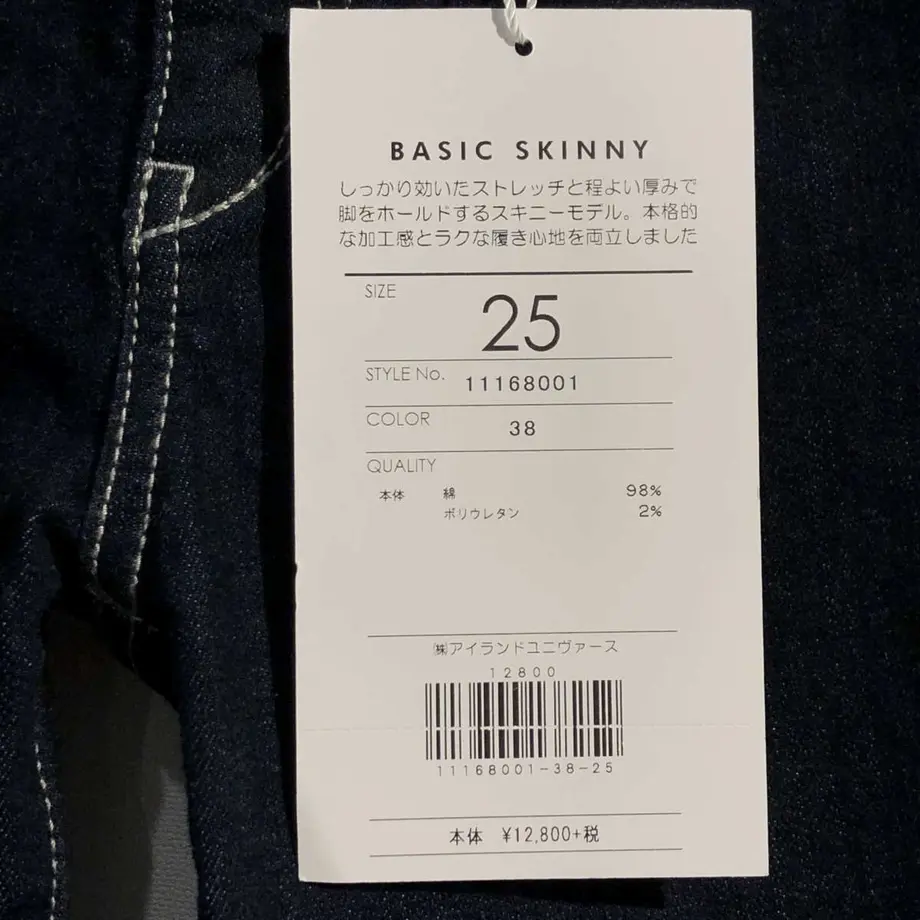 BASIC SKINNY
しっかり効いたストレッチと程よい厚みで
脚をホールドするスキニーモデル。本格的
な加工感とラクな履き心地を両立しました
SIZE
25
STYLE No. 11168001
COLOR
38
QUALITY
本体 綿 98%
ポリウレタン 2%
㈱アイランドユニヴァース
12800
11168001-38-25
本体 ¥12,800+税